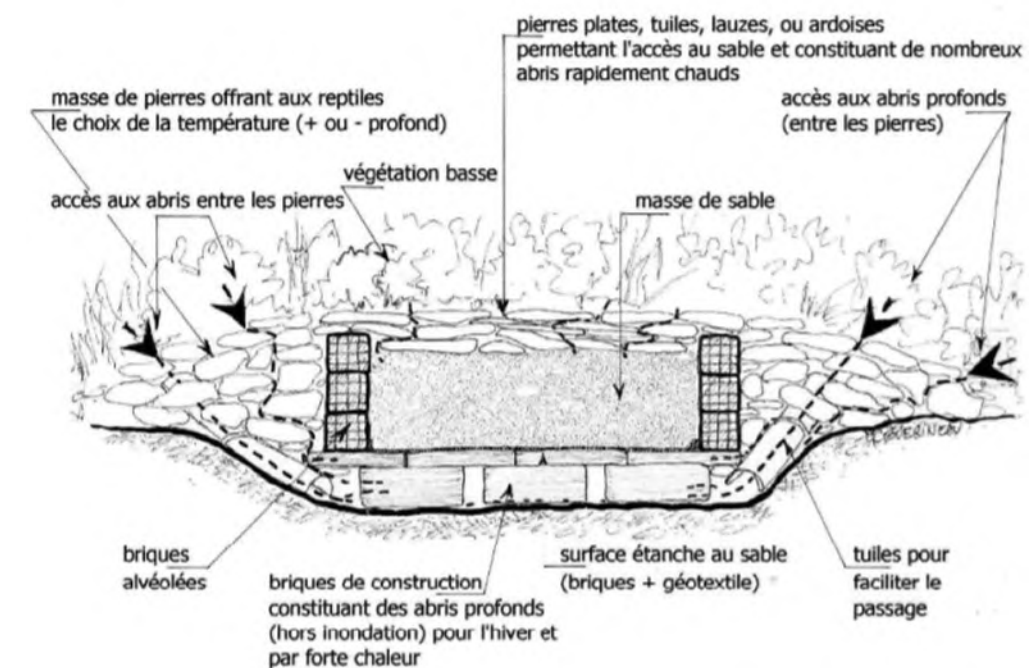 pierres plates, tuiles, lauzes, ou ardoises
permettant l'accès au sable et constituant de nombreux
abris rapidement chauds
masse de pierres offrant aux reptiles
le choix de la température (+ ou - profond)
accès aux abris profonds
(entre les pierres)
végétation basse
accès aux abris entre les pierres
masse de sable
briques
alvéolées
briques de construction
constituant des abris profonds
(hors inondation) pour l'hiver et
par forte chaleur
surface étanche au sable
(briques + géotextile)
tuiles pour
faciliter le
passage